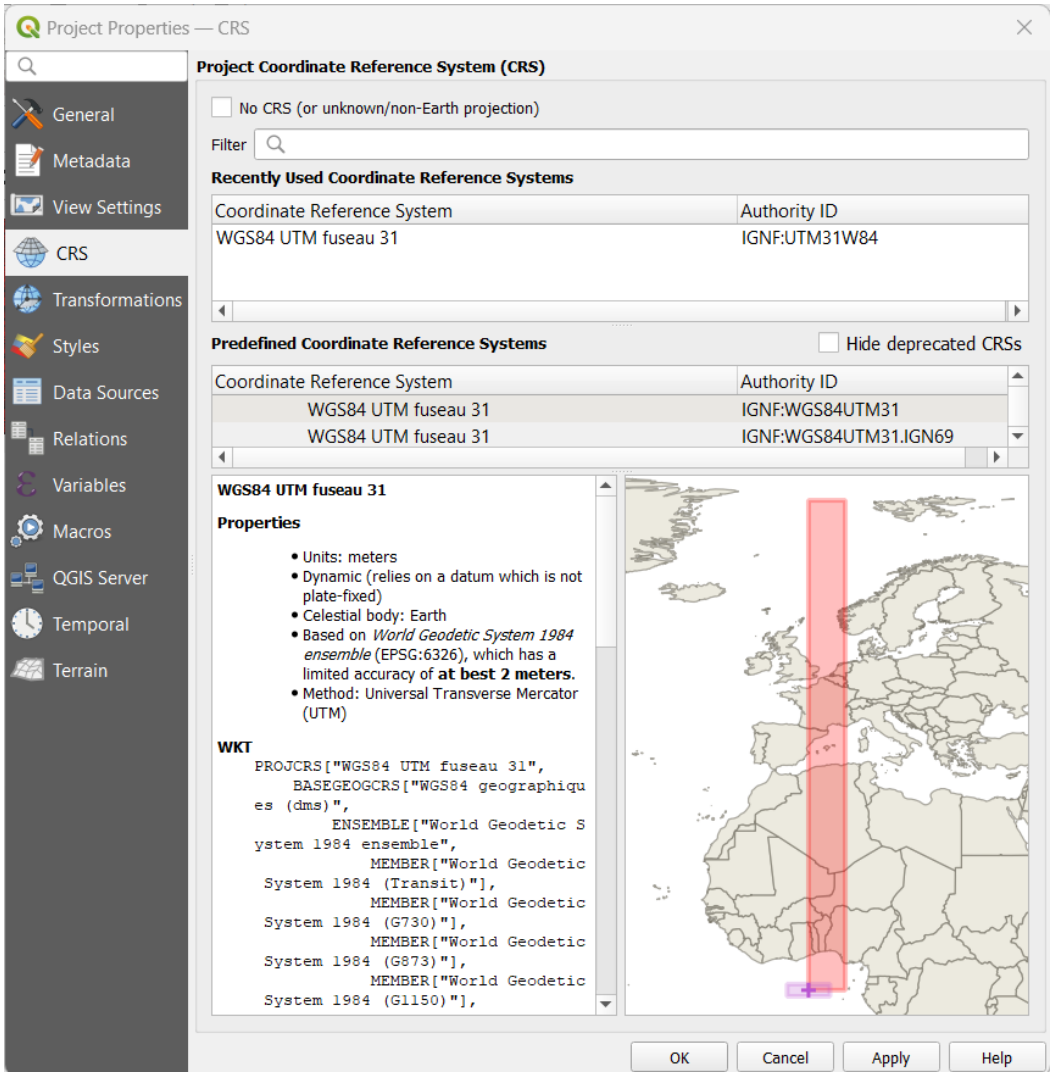 Project Properties — CRS
General
Metadata
View Settings
CRS
Transformations
Styles
Data Sources
Relations
Variables
Macros
QGIS Server
Temporal
Terrain
Project Coordinate Reference System (CRS)
No CRS (or unknown/non-Earth projection)
Filter
Recently Used Coordinate Reference Systems
Coordinate Reference System Authority ID
WGS84 UTM fuseau 31 IGNF:UTM31W84
Predefined Coordinate Reference Systems Hide deprecated CRSs
Coordinate Reference System Authority ID
WGS84 UTM fuseau 31 IGNF:WGS84UTM31
WGS84 UTM fuseau 31 IGNF:WGS84UTM31.IGN69
WGS84 UTM fuseau 31
Properties
• Units: meters
• Dynamic (relies on a datum which is not
plate-fixed)
• Celestial body: Earth
• Based on World Geodetic System 1984
ensemble (EPSG:6326), which has a
limited accuracy of at best 2 meters.
• Method: Universal Transverse Mercator
(UTM)
WKT
PROJCRS["WGS84 UTM fuseau 31",
BASEGEOGCRS["WGS84 geographiqu
es (dms)",
ENSEMBLE["World Geodetic S
ystem 1984 ensemble",
MEMBER["World Geodetic
System 1984 (Transit)"],
MEMBER["World Geodetic
System 1984 (G730)"],
MEMBER["World Geodetic
System 1984 (G873)"],
MEMBER["World Geodetic
System 1984 (G1150)"],
OK Cancel Apply Help